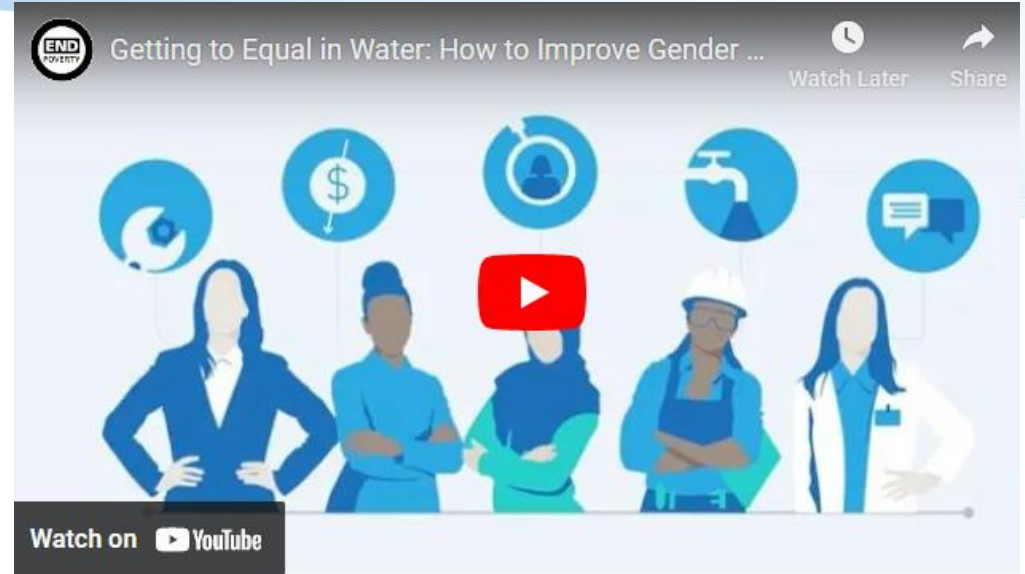 END
POVERTY
Getting to Equal in Water: How to Improve Gender ...
Watch Later
Share
$
Watch on YouTube